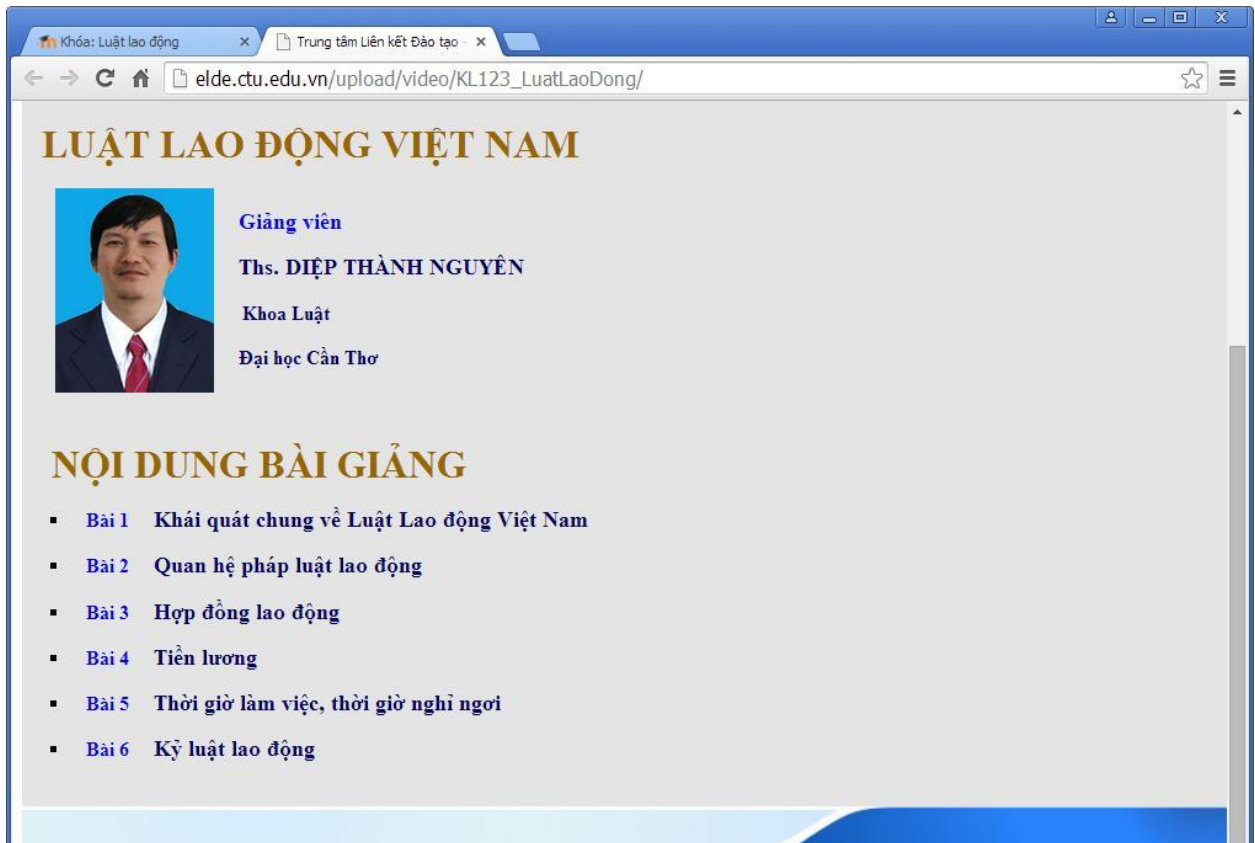 Khóa: Luật lao động
Trung tâm Liên kết Đào tạo -
elde.ctu.edu.vn/upload/video/KL123_LuatLaoDong/
LUẬT LAO ĐỘNG VIỆT NAM
Giảng viên
Ths. DIỆP THÀNH NGUYÊN
Khoa Luật
Đại học Cần Thơ
NỘI DUNG BÀI GIẢNG
Bài 1 Khái quát chung về Luật Lao động Việt Nam
Bài 2 Quan hệ pháp luật lao động
Bài 3 Hợp đồng lao động
Bài 4 Tiền lương
Bài 5 Thời giờ làm việc, thời giờ nghỉ ngơi
Bài 6 Kỷ luật lao động